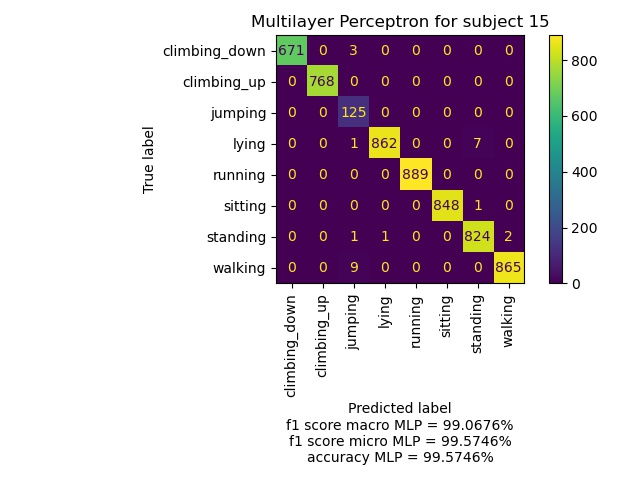 Multilayer Perceptron for subject 15
climbing_down 671 0 3 0 0 0 0 0
climbing_up 0 768 0 0 0 0 0 0
jumping 0 0 125 0 0 0 0 0
lying 0 0 1 862 0 0 7 0
running 0 0 0 0 889 0 0 0
sitting 0 0 0 0 0 848 1 0
standing 0 0 1 1 0 0 824 2
walking 0 0 9 0 0 0 0 865
True label
climbing_down climbing_up jumping lying running sitting standing walking
800
600
400
200
0
Predicted label
f1 score macro MLP = 99.0676%
f1 score micro MLP = 99.5746%
accuracy MLP = 99.5746%